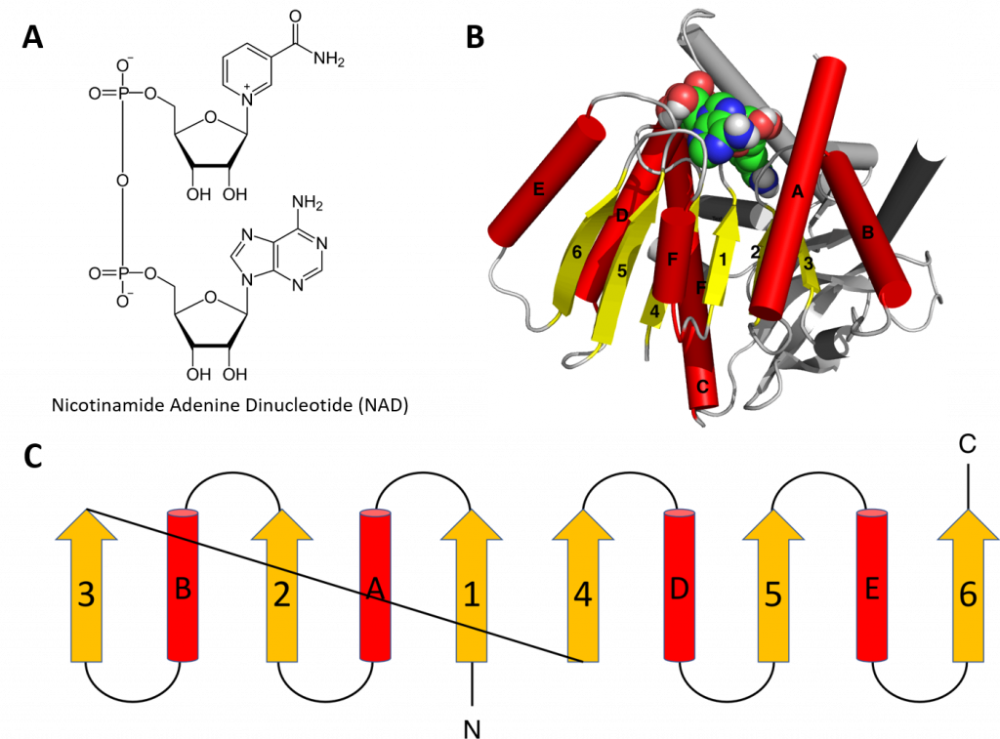 A
O
NH₂
N
+
O⁻
O=P
O
O
OH OH
O
NH₂
N
N
N
N
O=P
O
O⁻
O
OH OH
Nicotinamide Adenine Dinucleotide (NAD)
B
E
D
6
5
F
4
F
C
1
2
A
3
B
C
3
B
2
A
1
4
D
5
E
6
N
C